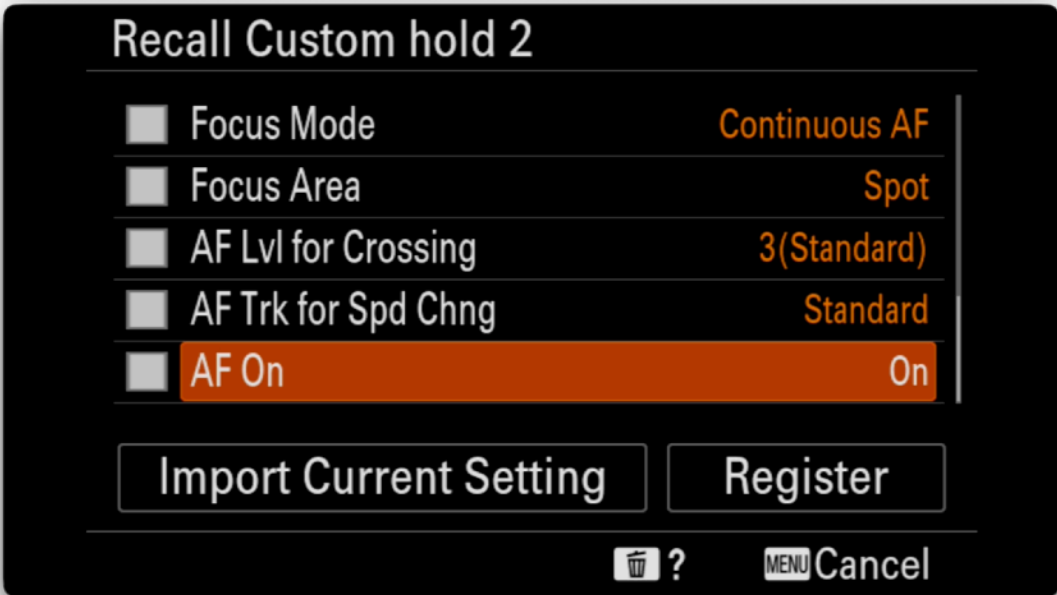 Recall Custom hold 2
Focus Mode Continuous AF
Focus Area Spot
AF Lvl for Crossing 3(Standard)
AF Trk for Spd Chng Standard
AF On On
Import Current Setting Register
? MENU Cancel